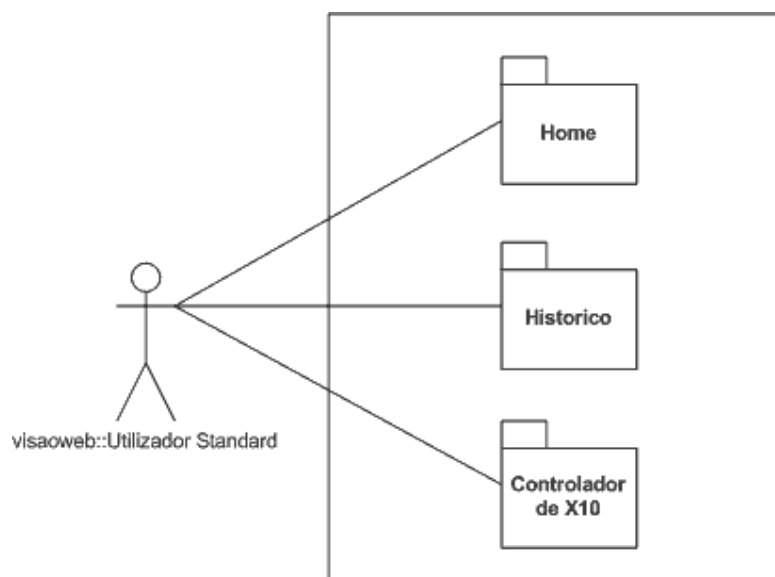 Home
Historico
visaoweb::Utilizador Standard
Controlador
de X10